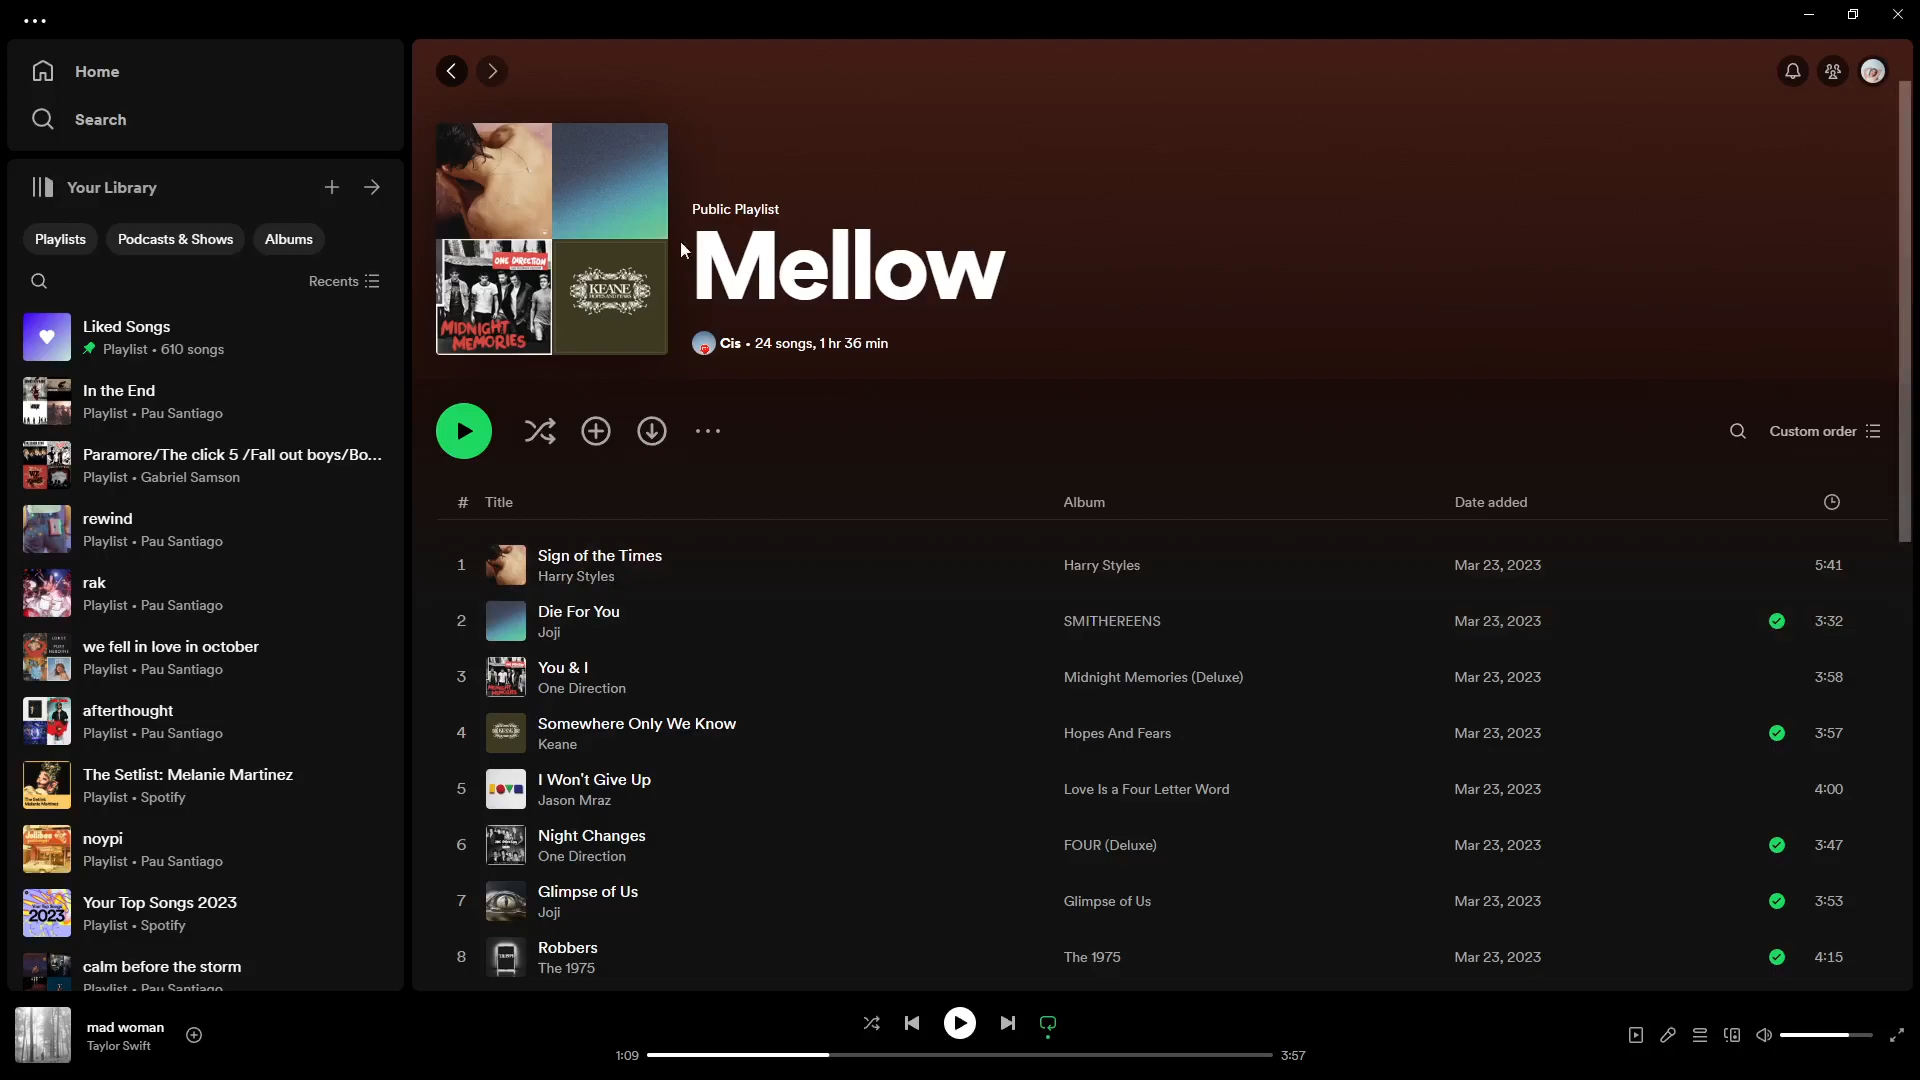 Home
Search
Your Library
Playlists Podcasts & Shows Albums
Recents
Liked Songs
Playlist • 610 songs
In the End
Playlist • Pau Santiago
Paramore/The click 5 /Fall out boys/Bo...
Playlist • Gabriel Samson
rewind
Playlist • Pau Santiago
rak
Playlist • Pau Santiago
we fell in love in october
Playlist • Pau Santiago
afterthought
Playlist • Pau Santiago
The Setlist: Melanie Martinez
Playlist • Spotify
noypi
Playlist • Pau Santiago
Your Top Songs 2023
Playlist • Spotify
calm before the storm
Playlist • Pau Santiago
ONE DIRECTION
MIDNIGHT
MEMORIES
KEANE
HOPES AND FEARS
Public Playlist
Mellow
Cis • 24 songs, 1 hr 36 min
Custom order
# Title Album Date added
1 Sign of the Times Harry Styles Mar 23, 2023 5:41
Harry Styles
2 Die For You SMITHEREENS Mar 23, 2023 3:32
Joji
3 You & I Midnight Memories (Deluxe) Mar 23, 2023 3:58
One Direction
4 Somewhere Only We Know Hopes And Fears Mar 23, 2023 3:57
Keane
5 I Won't Give Up Love Is a Four Letter Word Mar 23, 2023 4:00
Jason Mraz
6 Night Changes FOUR (Deluxe) Mar 23, 2023 3:47
One Direction
7 Glimpse of Us Glimpse of Us Mar 23, 2023 3:53
Joji
8 Robbers The 1975 Mar 23, 2023 4:15
The 1975
mad woman
Taylor Swift
1:09 3:57